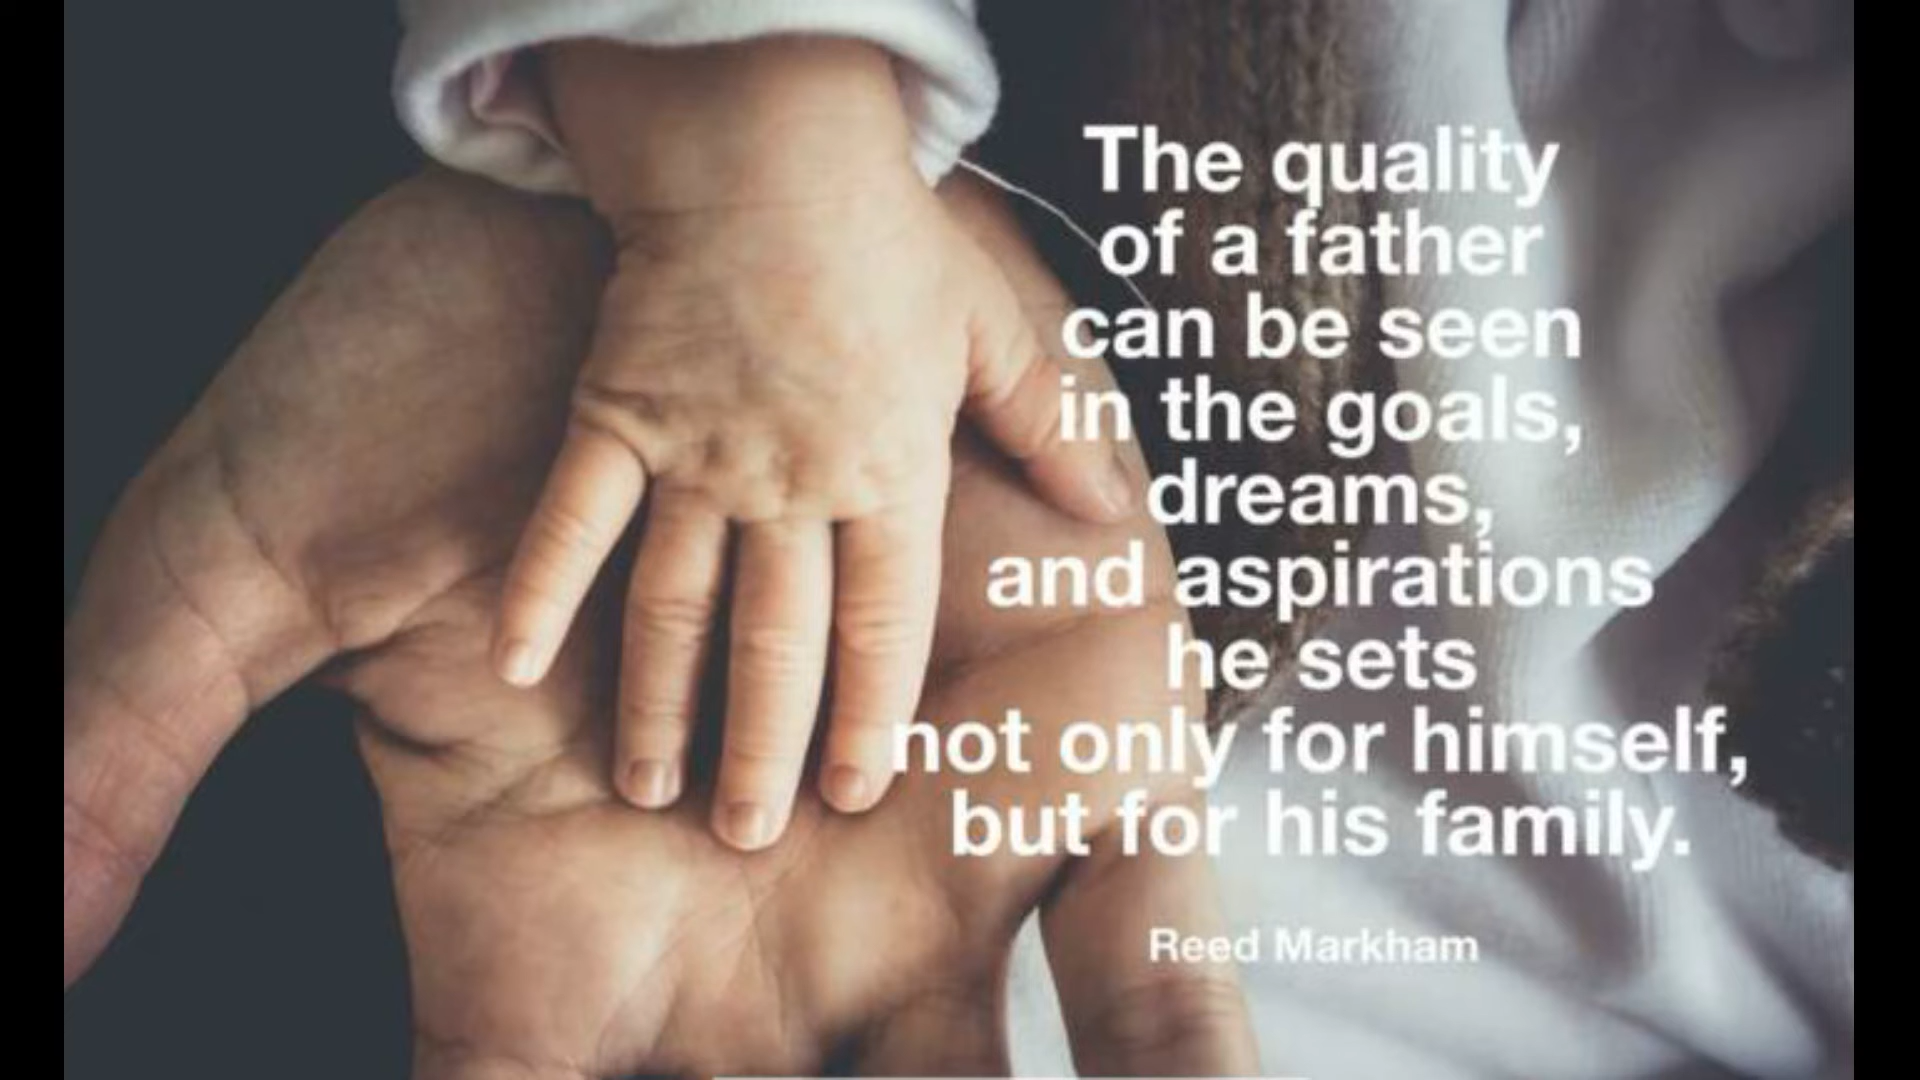 The quality
of a father
can be seen
in the goals,
dreams,
and aspirations
he sets
not only for himself,
but for his family.
Reed Markham